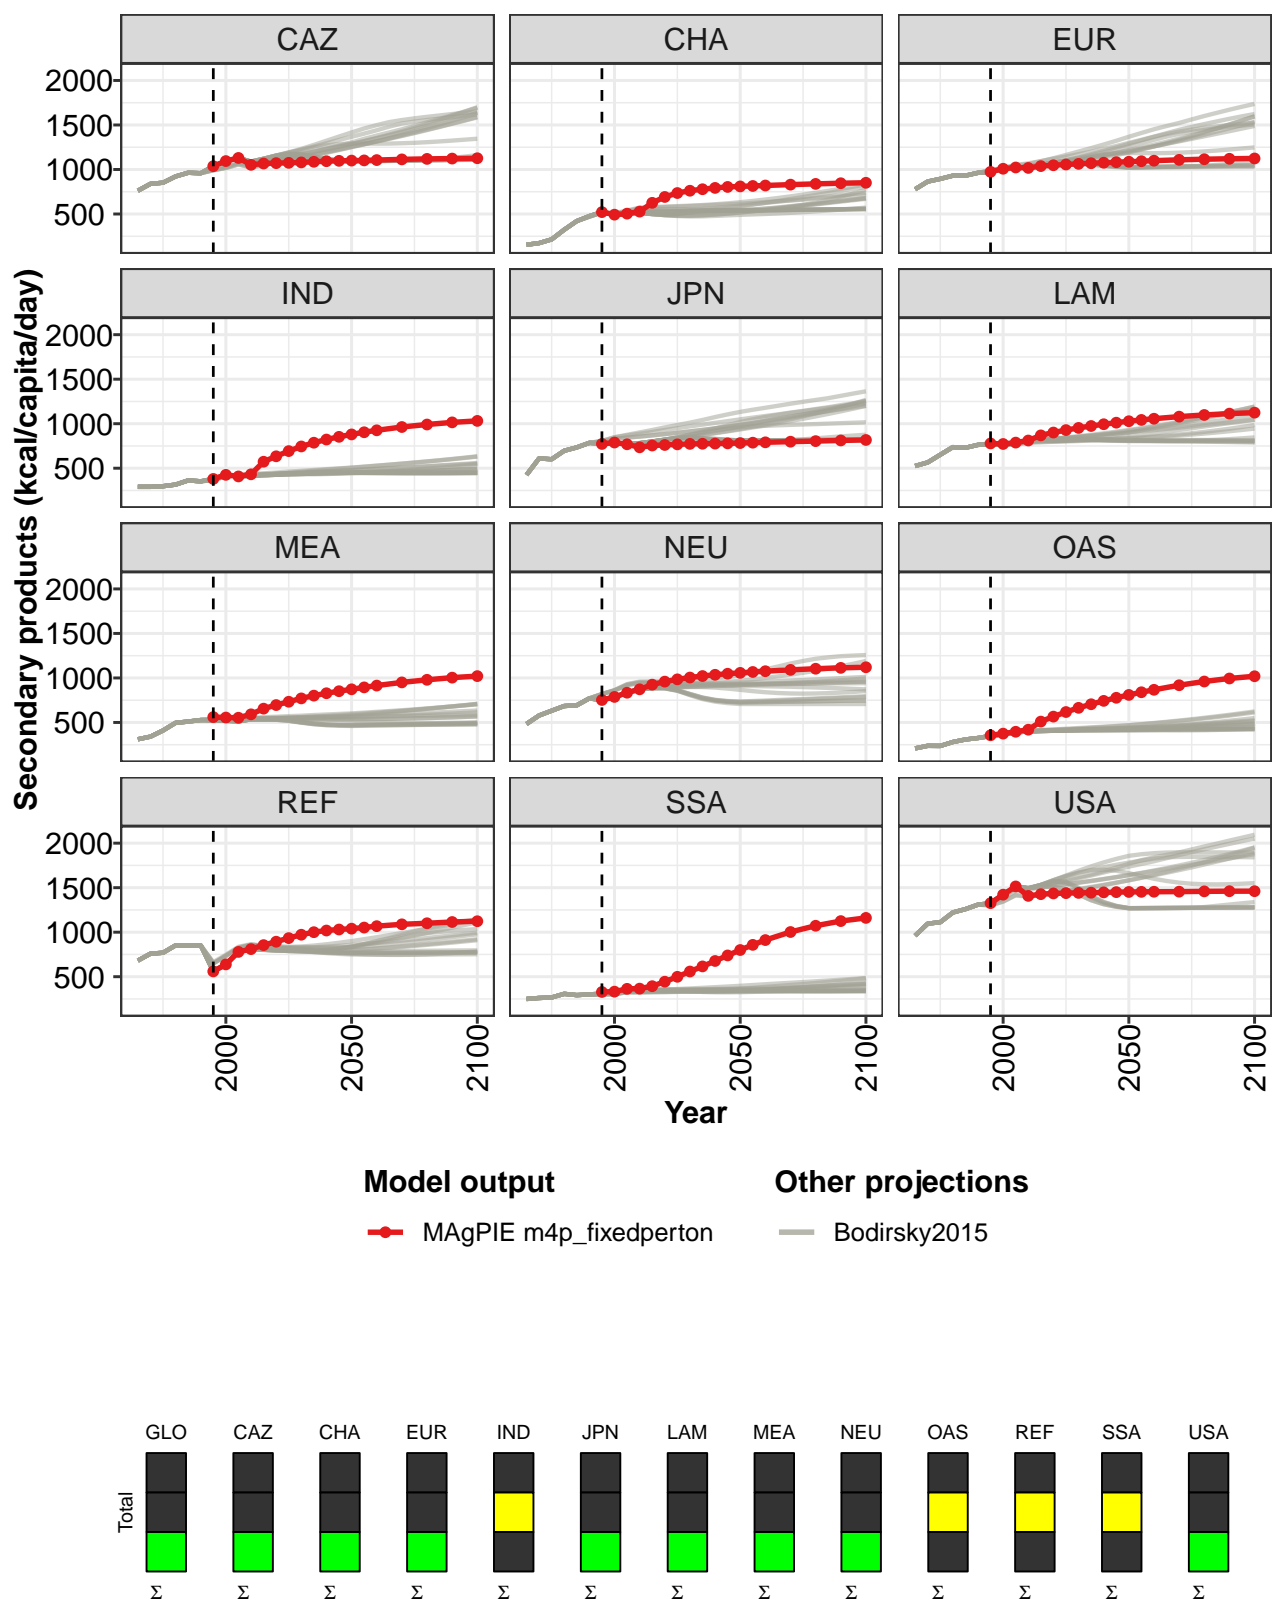 CAZ CHA EUR
2000
1500
1000
500
IND JPN LAM
2000
1500
1000
500
MEA NEU OAS
2000
1500
1000
500
REF SSA USA
2000
1500
1000
500
Secondary products (kcal/capita/day)
2000 2050 2100 2000 2050 2100 2000 2050 2100
Year
Model output Other projections
MAgPIE m4p_fixedperton Bodirsky2015
GLO CAZ CHA EUR IND JPN LAM MEA NEU OAS REF SSA USA
Total
Σ Σ Σ Σ Σ Σ Σ Σ Σ Σ Σ Σ Σ